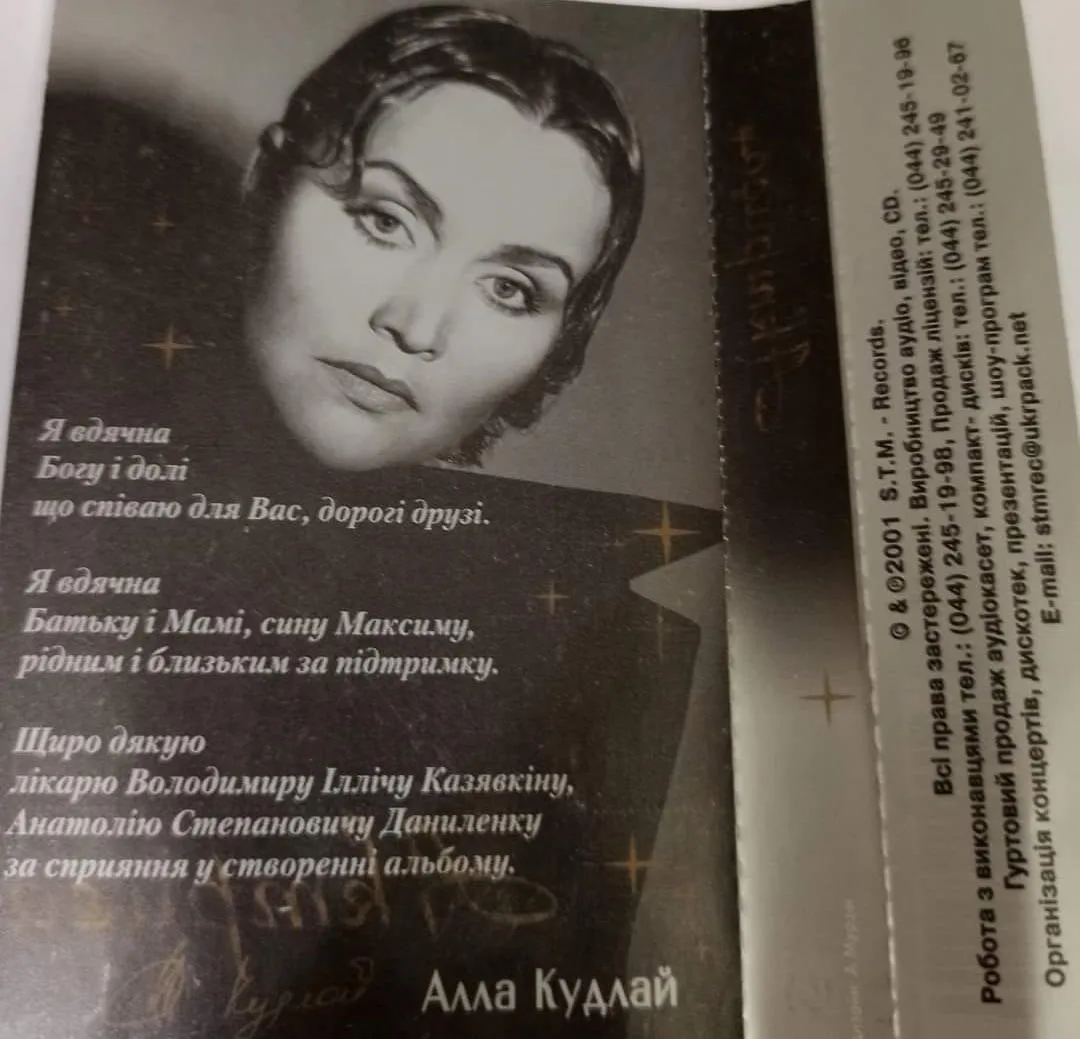 Я вдячна
Богу і долі
що співаю для Вас, дорогі друзі.
Я вдячна
Батьку і Мамі, сину Максиму,
рідним і близьким за підтримку.
Щиро дякую
лікарю Володимиру Іллічу Казявкіну,
Анатолію Степановичу Даниленку
за сприяння у створенні альбому.
Кудлай
Алла Кудлай
© & ℗2001 S.T.M. - Records.
Всі права застережені. Виробництво аудіо, відео, CD.
Робота з виконавцями тел.: (044) 245-19-98, Продаж ліцензій: тел.: (044) 245-19-96
Гуртовий продаж аудіокасет, компакт- дисків: тел.: (044) 245-29-49
Організація концертів, дискотек, презентацій, шоу-програм тел.: (044) 241-02-67
E-mail: stmrec@ukrpack.net